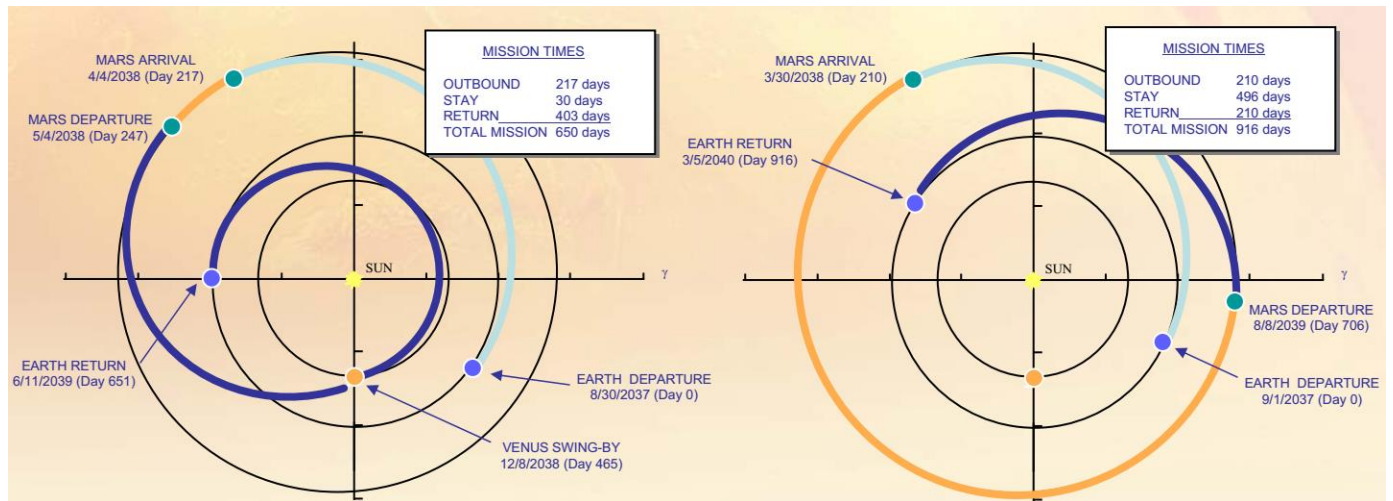 MARS ARRIVAL
4/4/2038 (Day 217)
MARS DEPARTURE
5/4/2038 (Day 247)
MISSION TIMES
OUTBOUND 217 days
STAY 30 days
RETURN 403 days
TOTAL MISSION 650 days
SUN
γ
EARTH RETURN
6/11/2039 (Day 651)
EARTH DEPARTURE
8/30/2037 (Day 0)
VENUS SWING-BY
12/8/2038 (Day 465)
MARS ARRIVAL
3/30/2038 (Day 210)
MISSION TIMES
OUTBOUND 210 days
STAY 496 days
RETURN 210 days
TOTAL MISSION 916 days
EARTH RETURN
3/5/2040 (Day 916)
SUN
γ
MARS DEPARTURE
8/8/2039 (Day 706)
EARTH DEPARTURE
9/1/2037 (Day 0)